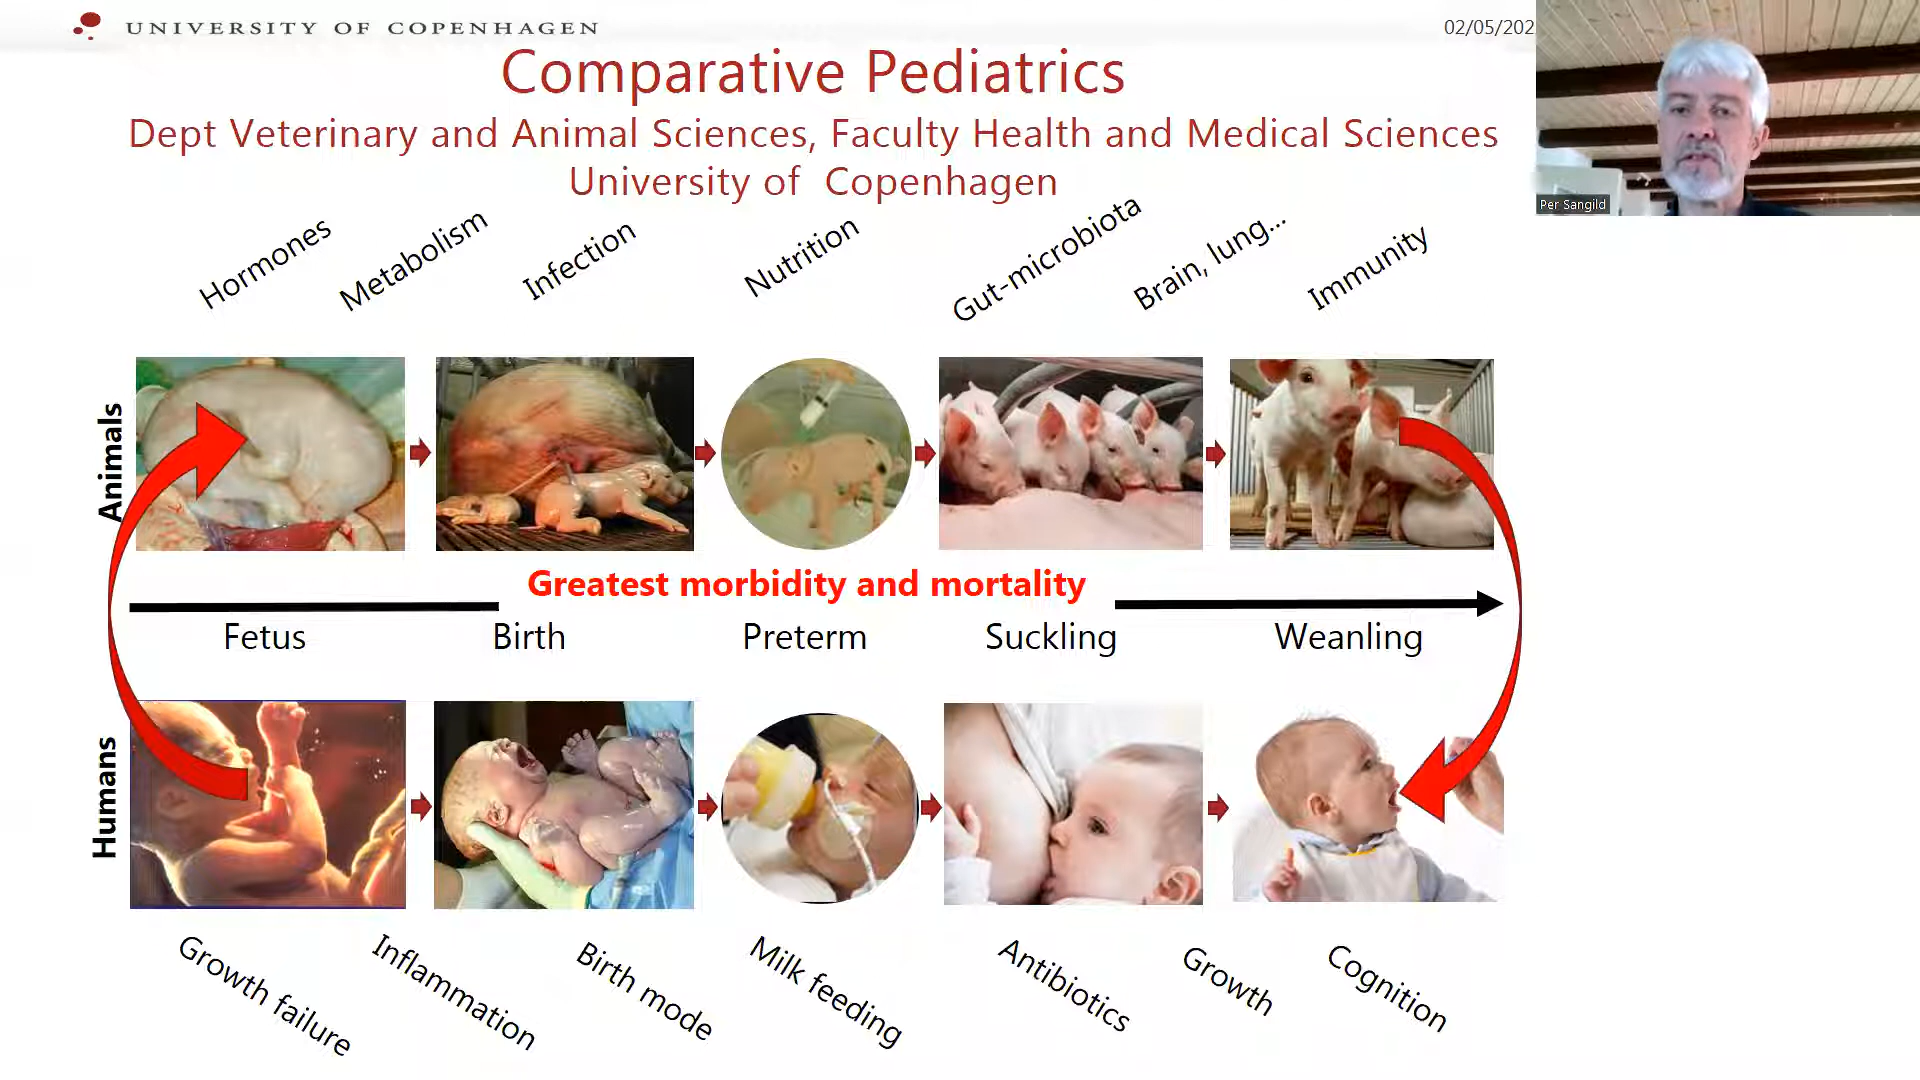 UNIVERSITY OF COPENHAGEN
02/05/202
Comparative Pediatrics
Dept Veterinary and Animal Sciences, Faculty Health and Medical Sciences
University of Copenhagen
Per Sangild
Hormones
Metabolism
Infection
Nutrition
Gut-microbiota
Brain, lung...
Immunity
Animals
Greatest morbidity and mortality
Fetus
Birth
Preterm
Suckling
Weanling
Humans
Growth failure
Inflammation
Birth mode
Milk feeding
Antibiotics
Growth
Cognition